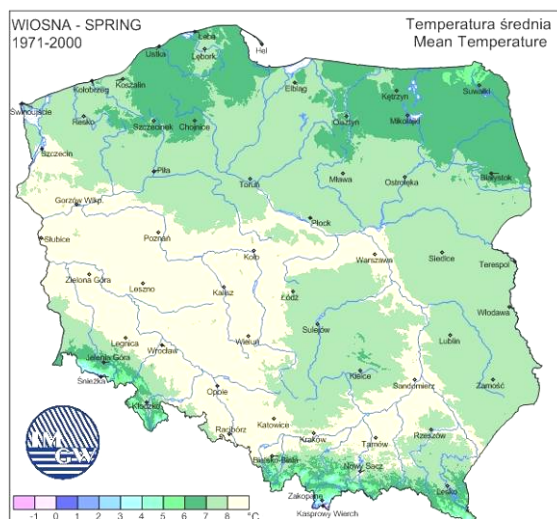 WIOSNA - SPRING
1971-2000
Temperatura średnia
Mean Temperature
Łeba
Hel
Ustka
Lębork
Koszalin
Kołobrzeg
Elbląg
Kętrzyn
Suwałki
Świnoujście
Resko
Szczecinek
Chojnice
Olsztyn
Mikołajki
Szczecin
Piła
Toruń
Mława
Ostrołęka
Białystok
Gorzów Wlkp.
Płock
Słubice
Poznań
Koło
Warszawa
Siedlce
Terespol
Zielona Góra
Leszno
Kalisz
Łódź
Włodawa
Legnica
Wrocław
Wieluń
Sulejów
Lublin
Jelenia Góra
Śnieżka
Kielce
Sandomierz
Zamość
Kłodzko
Opole
Katowice
Racibórz
Kraków
Tarnów
Rzeszów
Bielsko-Biała
Nowy Sącz
Lesko
Zakopane
Kasprowy Wierch
IMGW
-1 0 1 2 3 4 5 6 7 8 °C